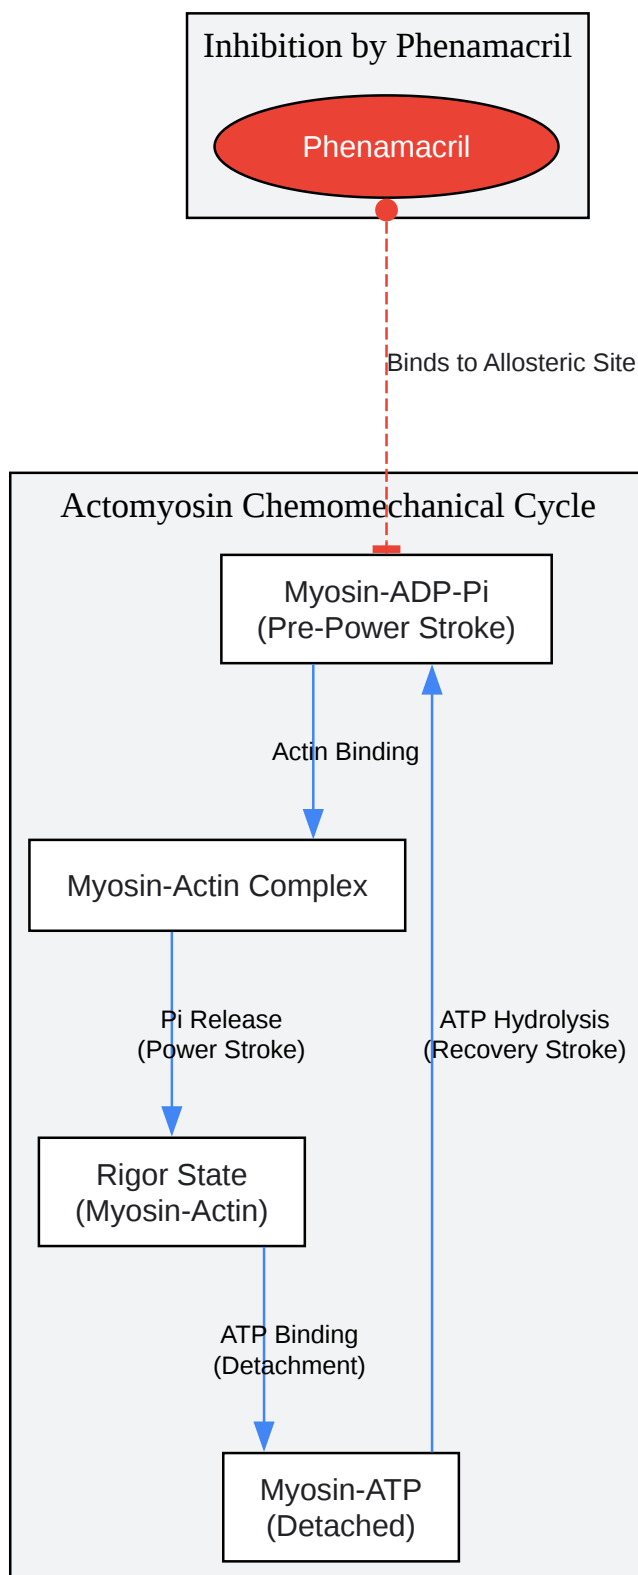 Inhibition by Phenamacril
Phenamacril
Binds to Allosteric Site
Actomyosin Chemomechanical Cycle
Myosin-ADP-Pi
(Pre-Power Stroke)
Actin Binding
Myosin-Actin Complex
Pi Release
(Power Stroke)
ATP Hydrolysis
(Recovery Stroke)
Rigor State
(Myosin-Actin)
ATP Binding
(Detachment)
Myosin-ATP
(Detached)